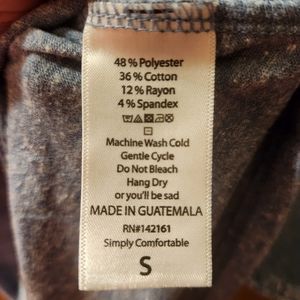 48 % Polyester
36 % Cotton
12 % Rayon
4 % Spandex
Machine Wash Cold
Gentle Cycle
Do Not Bleach
Hang Dry
or you'll be sad
MADE IN GUATEMALA
RN#142161
Simply Comfortable
S